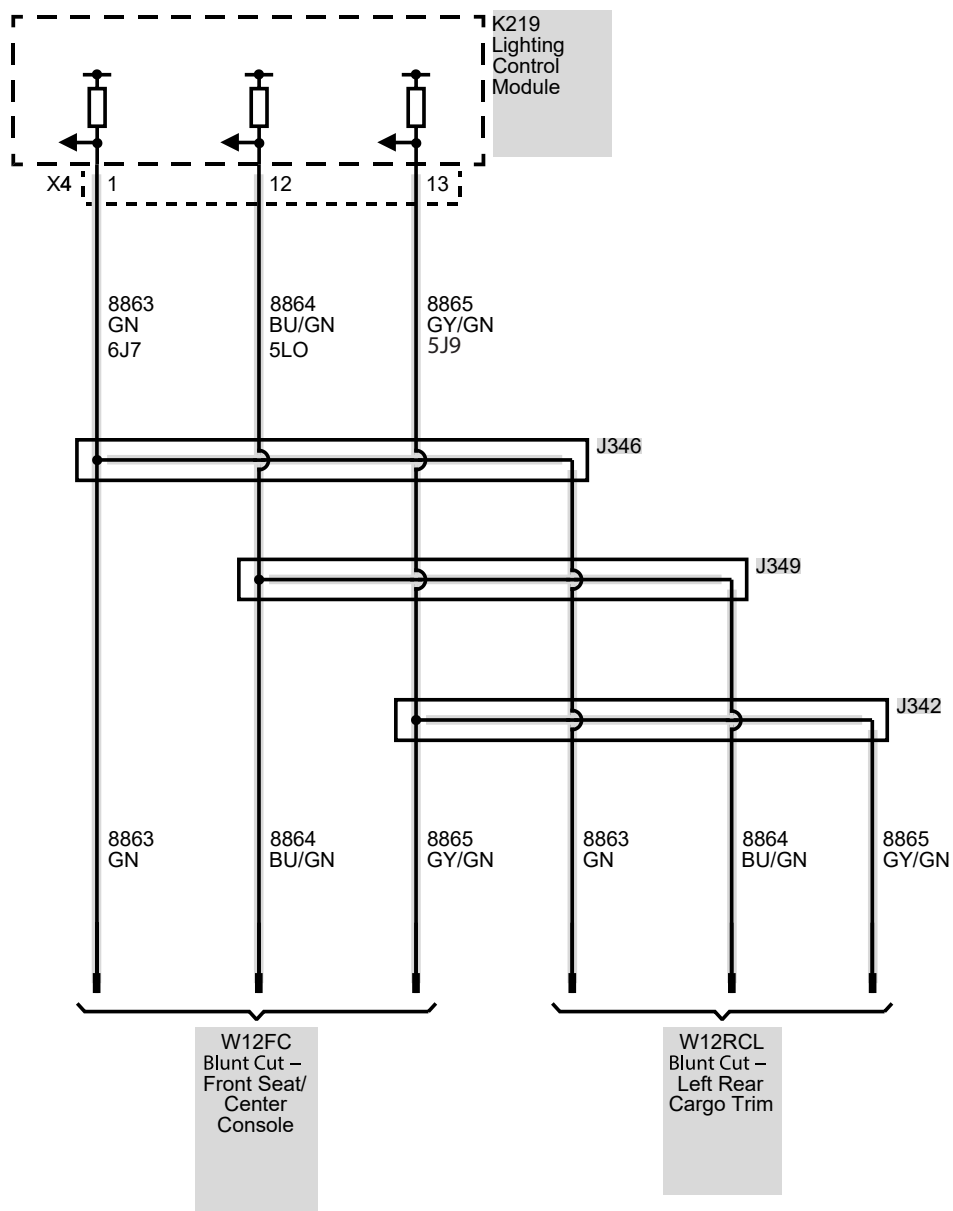 K219
Lighting
Control
Module
X4 1 12 13
8863
GN
6J7
8864
BU/GN
5LO
8865
GY/GN
5J9
J346
J349
J342
8863
GN
8864
BU/GN
8865
GY/GN
8863
GN
8864
BU/GN
8865
GY/GN
W12FC
Blunt Cut –
Front Seat/
Center
Console
W12RCL
Blunt Cut –
Left Rear
Cargo Trim